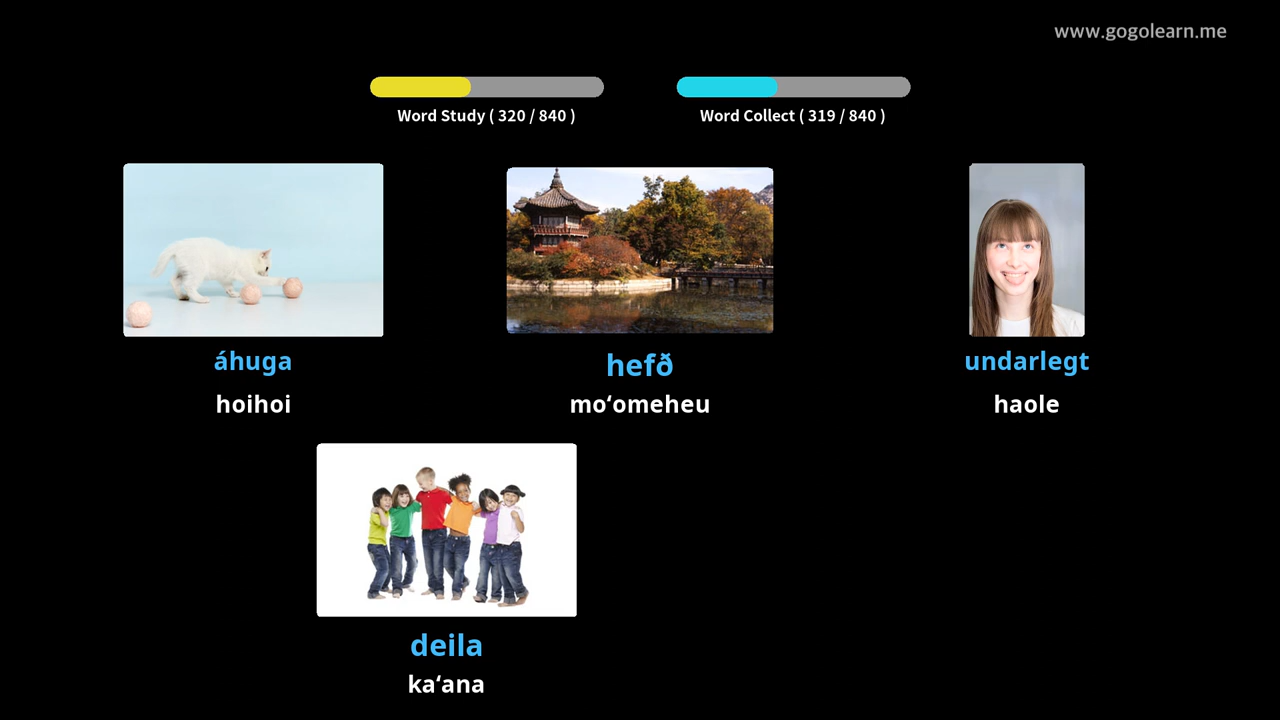 www.gogolearn.me
Word Study ( 320 / 840 )
Word Collect ( 319 / 840 )
áhuga
hoihoi
hefð
moʻomeheu
undarlegt
haole
deila
kaʻana